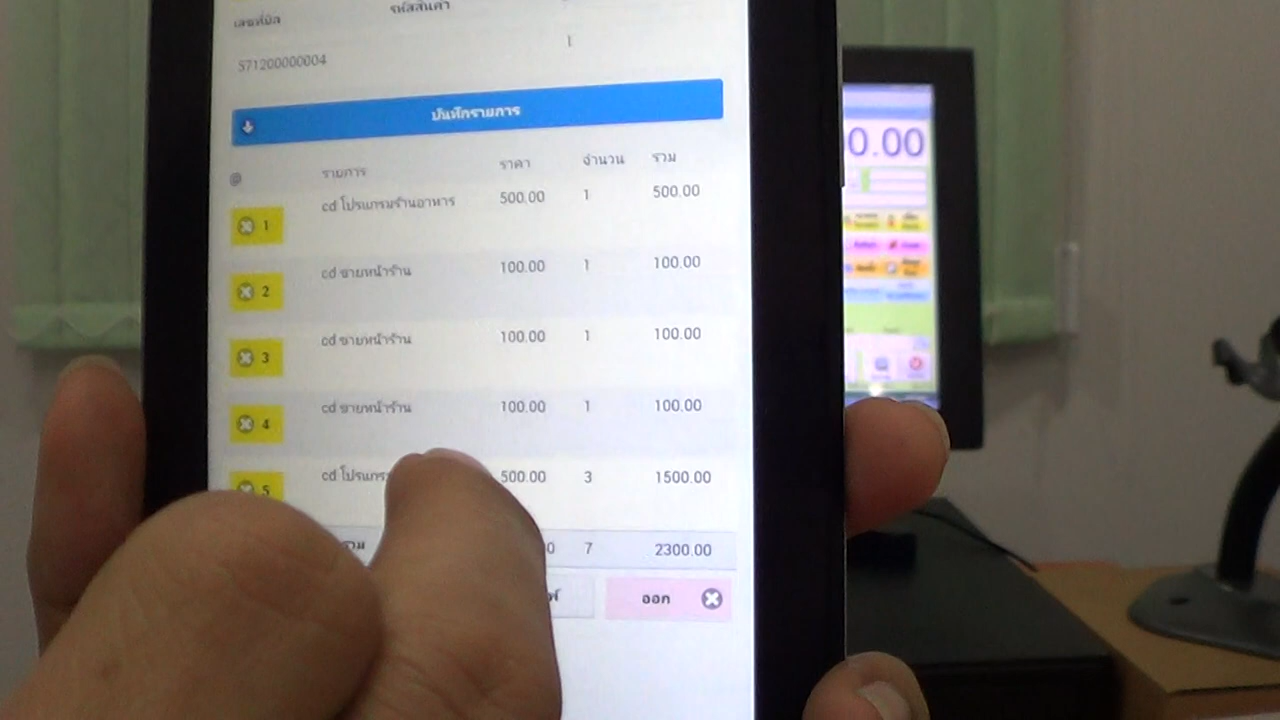 เลขที่บิล รหัสสินค้า
571200000004 1
บันทึกรายการ
@ รายการ ราคา จำนวน รวม
1 cd โปรแกรมร้านอาหาร 500.00 1 500.00
2 cd ขายหน้าร้าน 100.00 1 100.00
3 cd ขายหน้าร้าน 100.00 1 100.00
4 cd ขายหน้าร้าน 100.00 1 100.00
5 cd โปรแกร 500.00 3 1500.00
รวม 0 7 2300.00
ออก
0.00